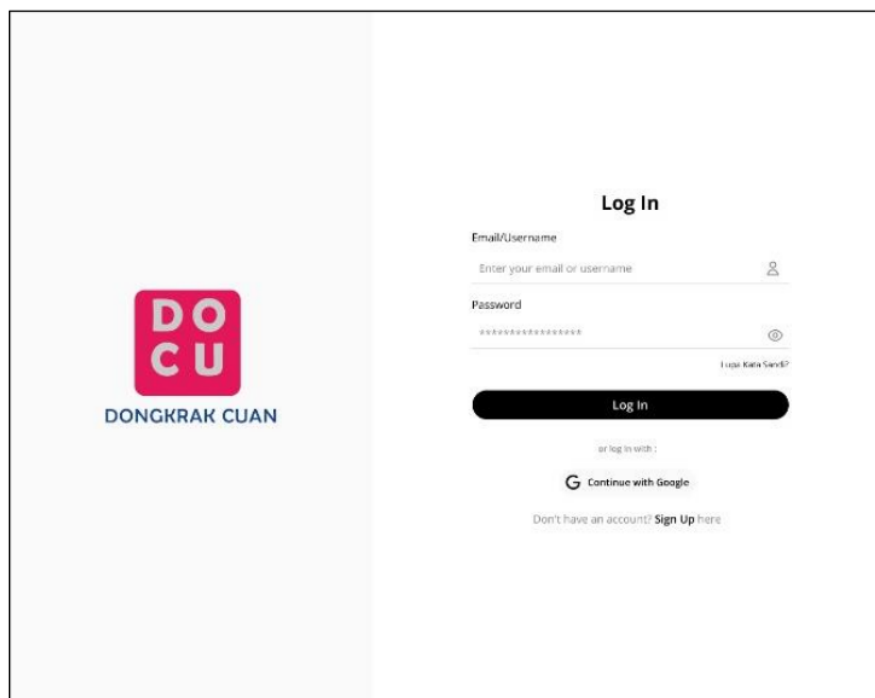 DO
CU
DONGKRAK CUAN
Log In
Email/Username
Enter your email or username
Password
*****************
Lupa Kata Sandi?
Log In
or log in with :
G Continue with Google
Don't have an account? Sign Up here